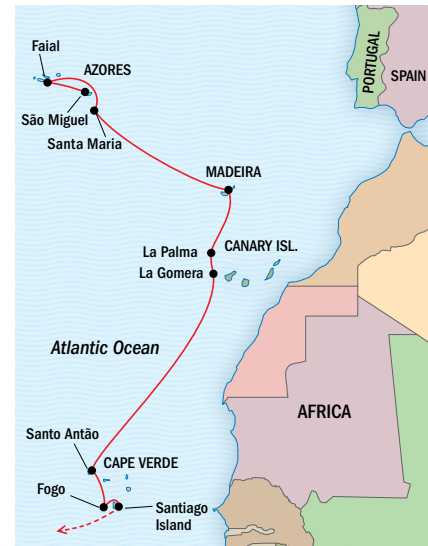 Faial
AZORES
PORTUGAL
SPAIN
São Miguel
Santa Maria
MADEIRA
La Palma
CANARY ISL.
La Gomera
Atlantic Ocean
AFRICA
Santo Antão
CAPE VERDE
Fogo
Santiago
Island